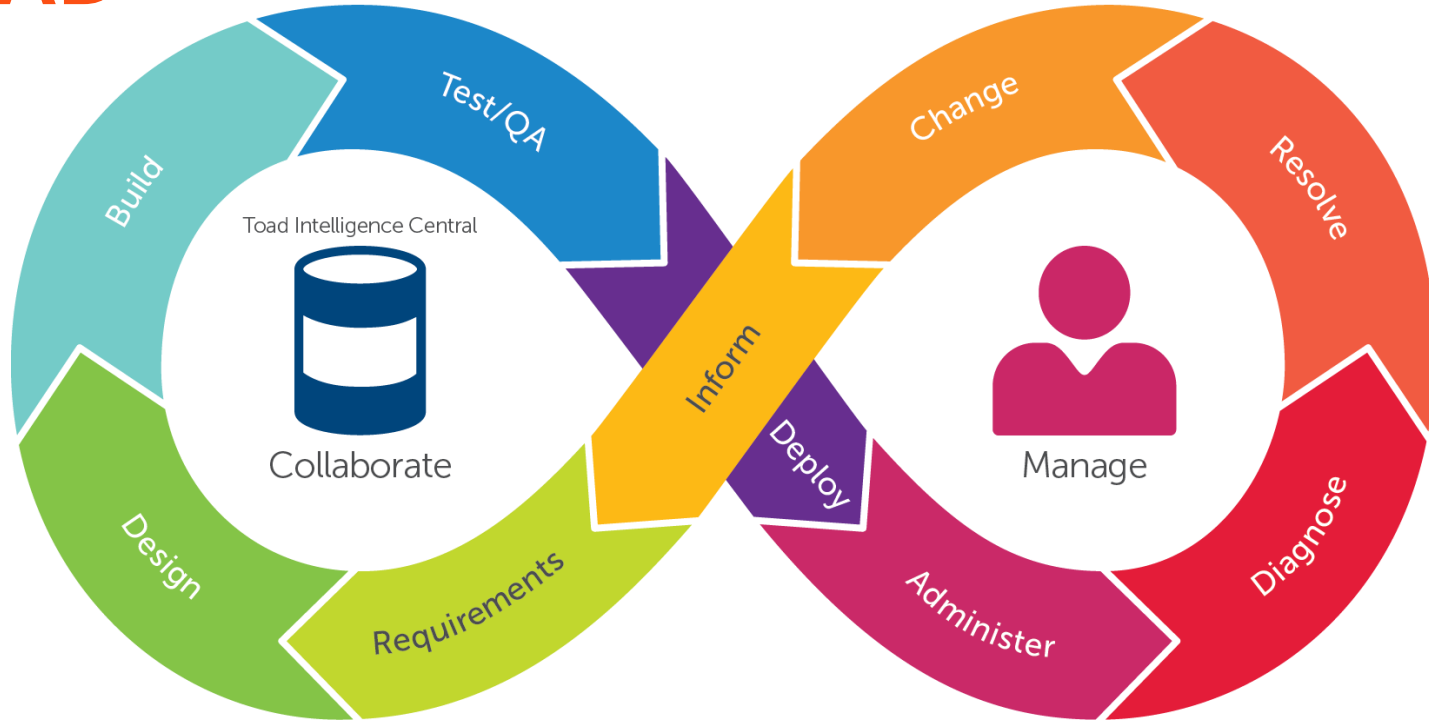 Build
Test/QA
Change
Resolve
Toad Intelligence Central
Collaborate
Inform
Deploy
Manage
Design
Requirements
Administer
Diagnose